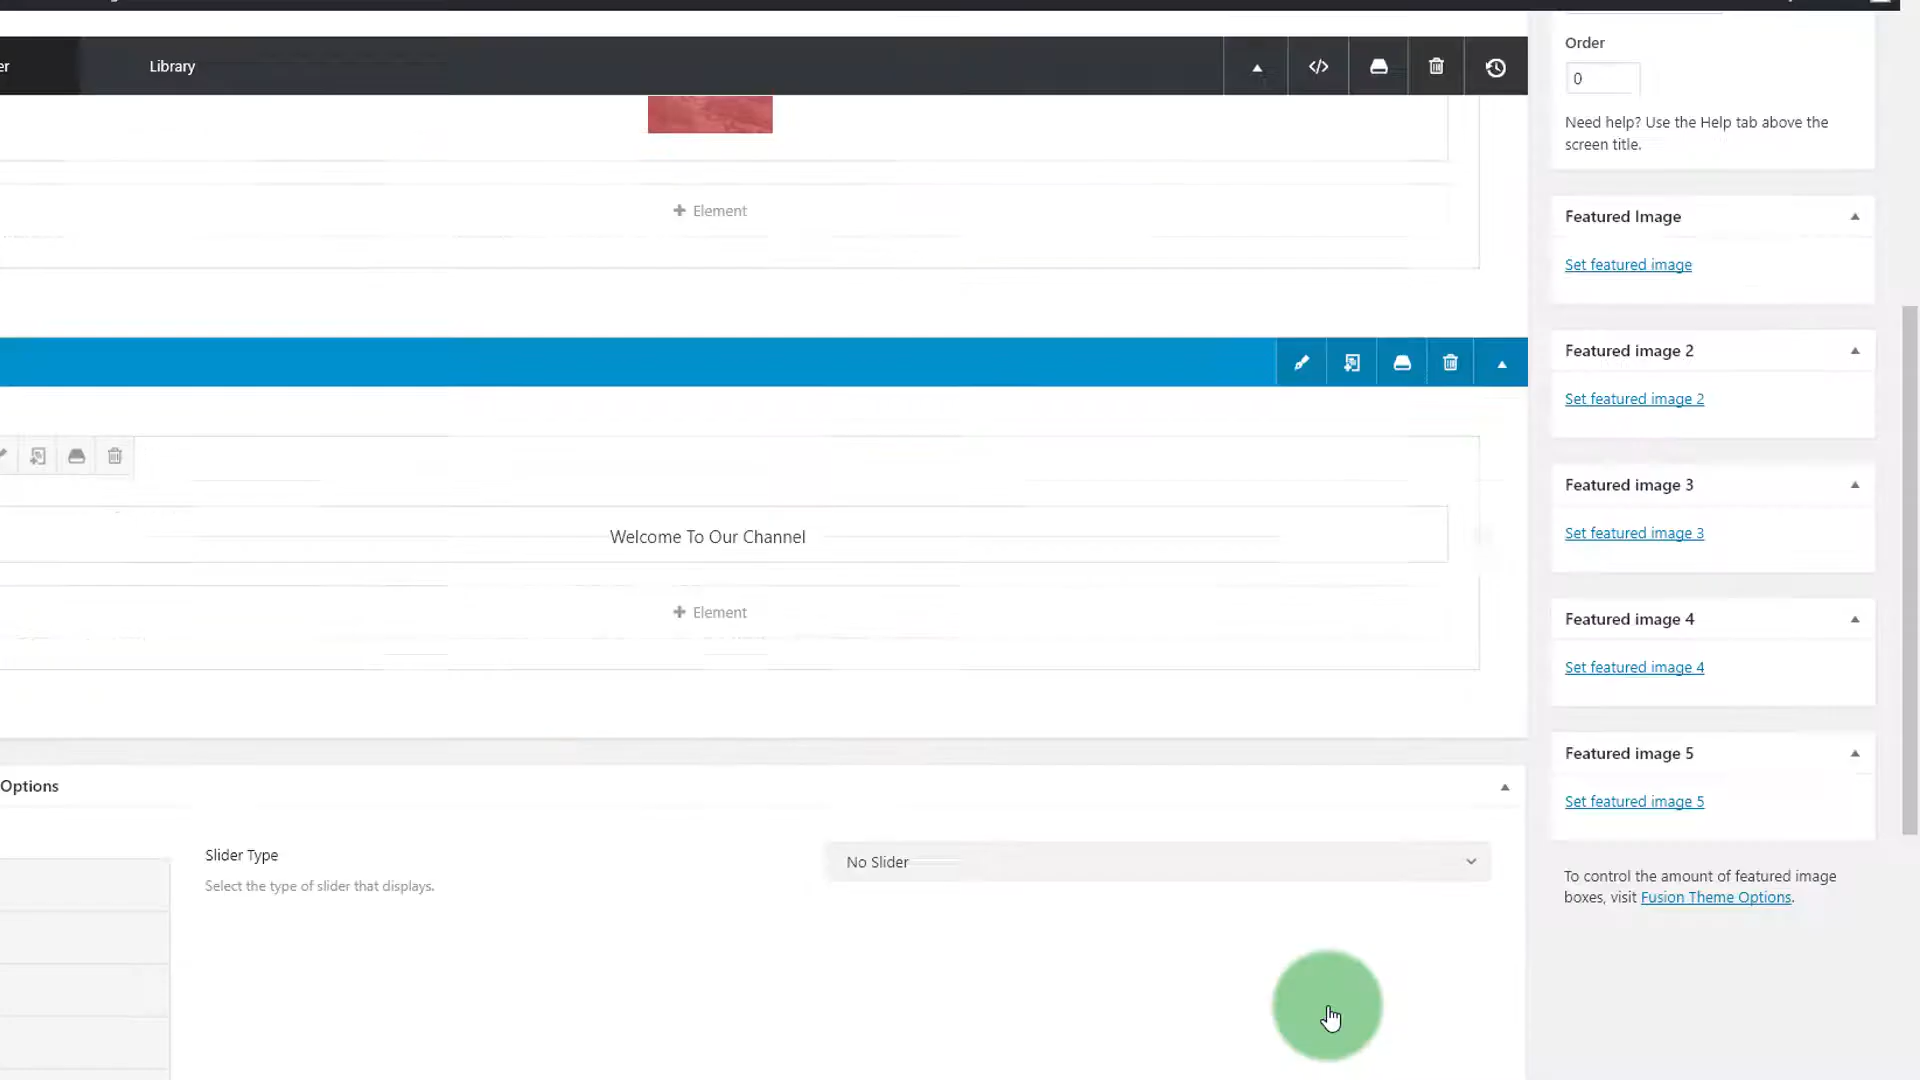 er
Library
Element
Welcome To Our Channel
Element
Options
Slider Type
Select the type of slider that displays.
No Slider
Order
0
Need help? Use the Help tab above the
screen title.
Featured Image
Set featured image
Featured image 2
Set featured image 2
Featured image 3
Set featured image 3
Featured image 4
Set featured image 4
Featured image 5
Set featured image 5
To control the amount of featured image
boxes, visit Fusion Theme Options.